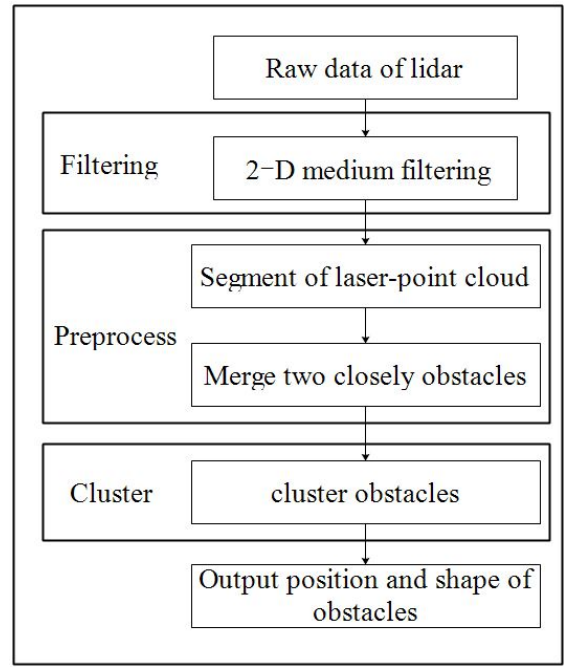 Raw data of lidar
Filtering
2-D medium filtering
Segment of laser-point cloud
Preprocess
Merge two closely obstacles
Cluster
cluster obstacles
Output position and shape of
obstacles